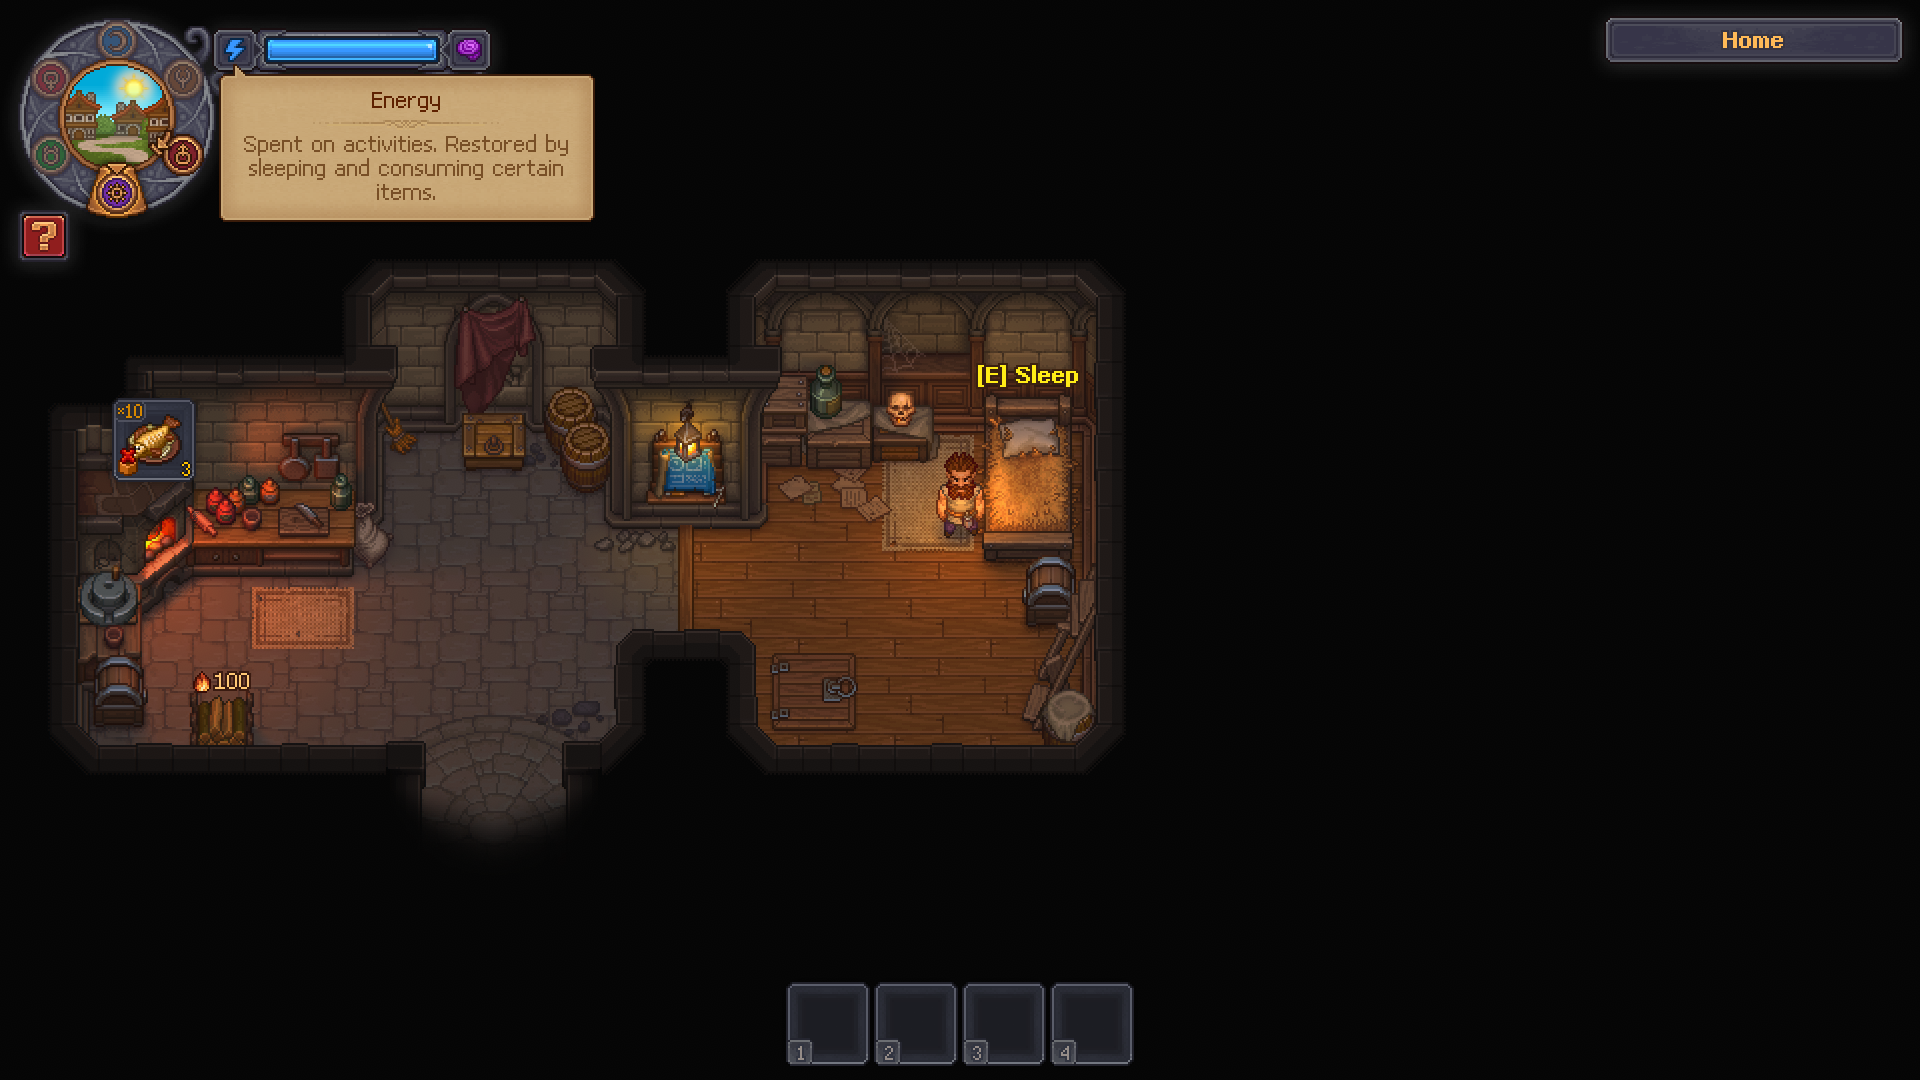 Home
Energy
Spent on activities. Restored by
sleeping and consuming certain
items.
?
[E] Sleep
×10
3
100
1
2
3
4